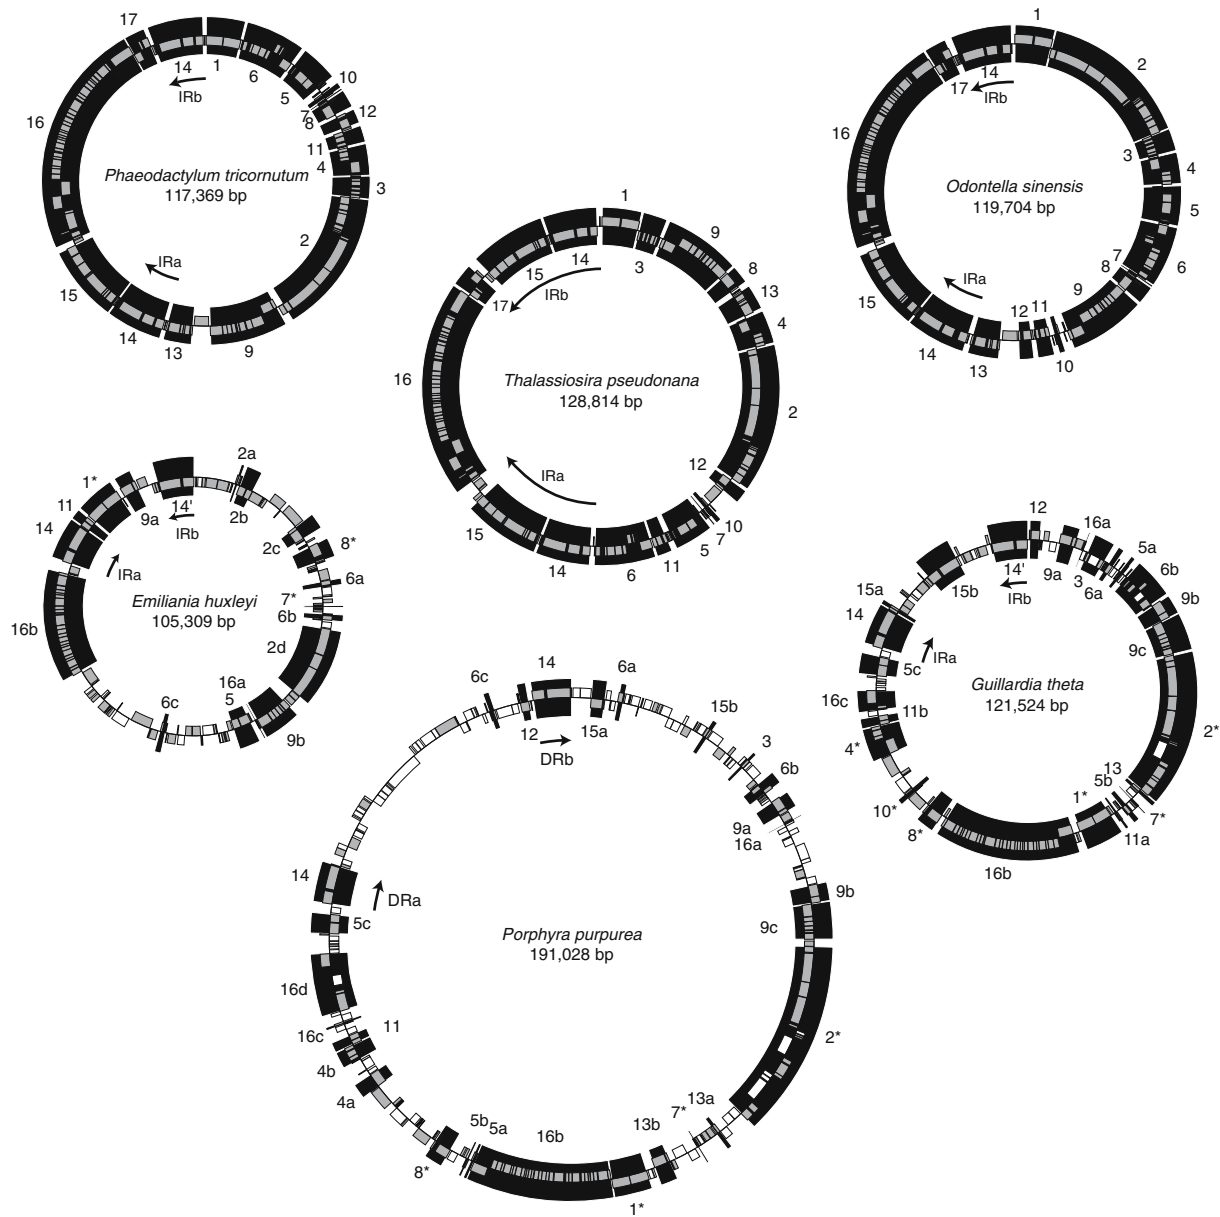 17
14
1
6
5
10
IRb
7
8
12
11
4
3
16
Phaeodactylum tricornutum
117,369 bp
2
IRa
15
14
13
9
1
2
17
14
IRb
16
3
4
5
Odontella sinensis
119,704 bp
6
7
8
9
IRa
15
14
13
12
11
10
1
9
8
13
4
3
15
14
IRb
17
16
Thalassiosira pseudonana
128,814 bp
2
12
IRa
10
7
5
11
6
14
15
2a
1*
11
14
9a
14'
IRb
2b
2c
8*
IRa
6a
7*
6b
Emiliania huxleyi
105,309 bp
16b
2d
16a
5
6c
9b
12
16a
5a
6b
9b
14'
IRb
9a
3
6a
15a
15b
14
9c
IRa
5c
Guillardia theta
121,524 bp
16c
11b
4*
2*
13
5b
1*
7*
10*
8*
11a
16b
6c
14
6a
12
15a
DRb
15b
3
6b
9a
16a
14
DRa
9b
5c
9c
Porphyra purpurea
191,028 bp
16d
16c
11
4b
4a
2*
13a
7*
13b
5b
5a
16b
8*
1*